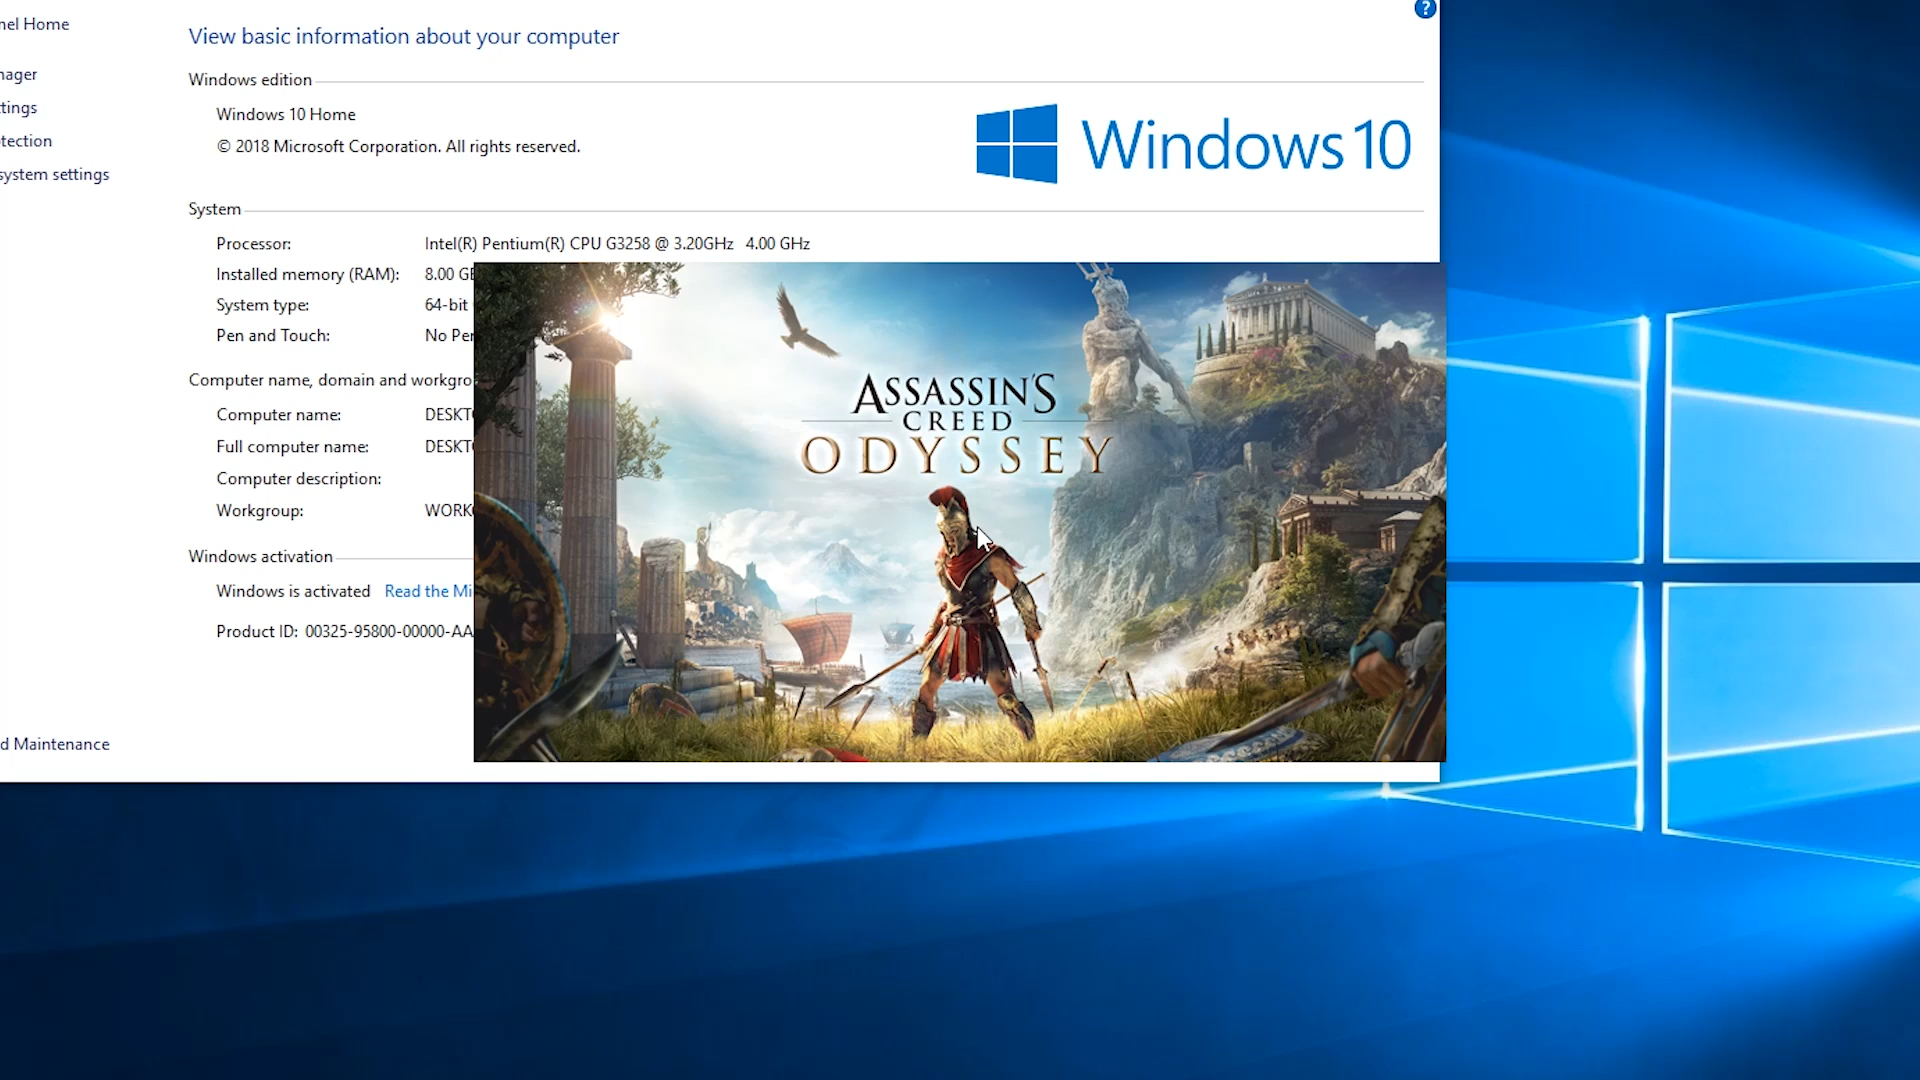 nel Home
nager
ttings
tection
system settings
d Maintenance
?
View basic information about your computer
Windows edition
Windows 10 Home
© 2018 Microsoft Corporation. All rights reserved.
Windows 10
System
Processor: Intel(R) Pentium(R) CPU G3258 @ 3.20GHz 4.00 GHz
Installed memory (RAM): 8.00 GB
System type: 64-bit
Pen and Touch: No Pen
Computer name, domain and workgro
Computer name: DESKT
Full computer name: DESKT
Computer description:
Workgroup: WORK
Windows activation
Windows is activated Read the Mi
Product ID: 00325-95800-00000-AA
ASSASSIN'S
CREED
ODYSSEY